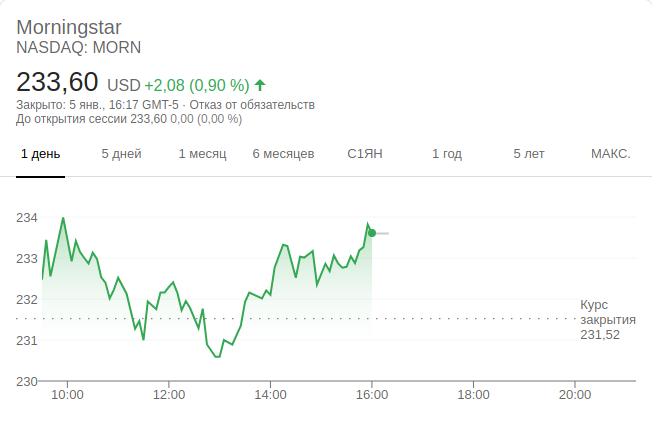 Morningstar
NASDAQ: MORN
233,60 USD +2,08 (0,90 %)
Закрыто: 5 янв., 16:17 GMT-5 · Отказ от обязательств
До открытия сессии 233,60 0,00 (0,00 %)
1 день 5 дней 1 месяц 6 месяцев С1ЯН 1 год 5 лет МАКС.
234
233
232
231
230
Курс
закрытия
231,52
10:00 12:00 14:00 16:00 18:00 20:00